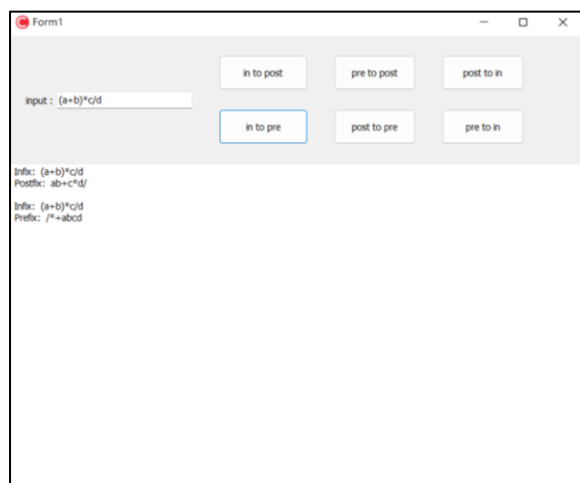 Form1
in to post
pre to post
post to in
input : (a+b)*c/d
in to pre
post to pre
pre to in
Infix: (a+b)*c/d
Postfix: ab+c*d/
Infix: (a+b)*c/d
Prefix: /*+abcd